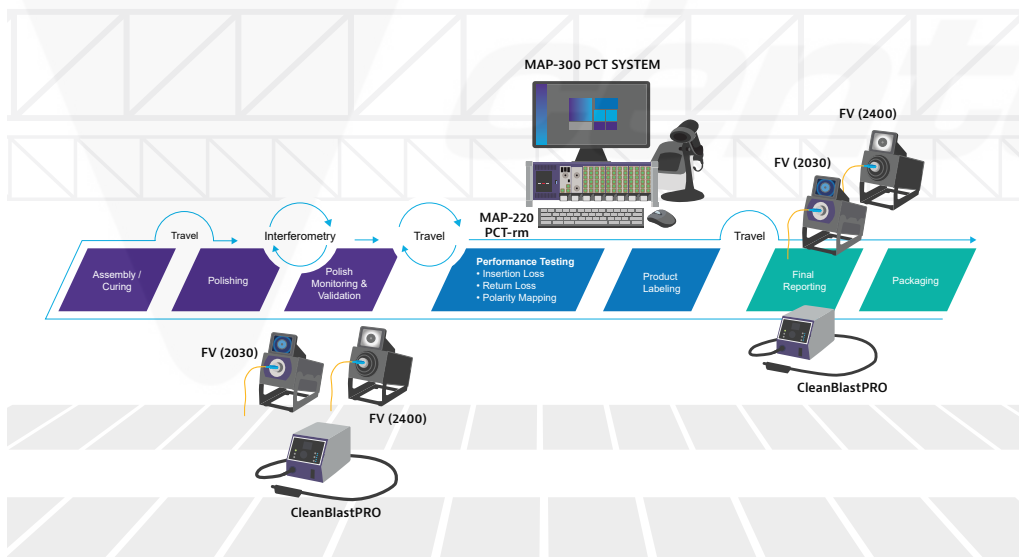 MAP-300 PCT SYSTEM
FV (2400)
FV (2030)
MAP-220
PCT-rm
Travel
Interferometry
Travel
Travel
Assembly /
Curing
Polishing
Polish
Monitoring &
Validation
Performance Testing
• Insertion Loss
• Return Loss
• Polarity Mapping
Product
Labeling
Final
Reporting
Packaging
FV (2030)
FV (2400)
CleanBlastPRO
CleanBlastPRO